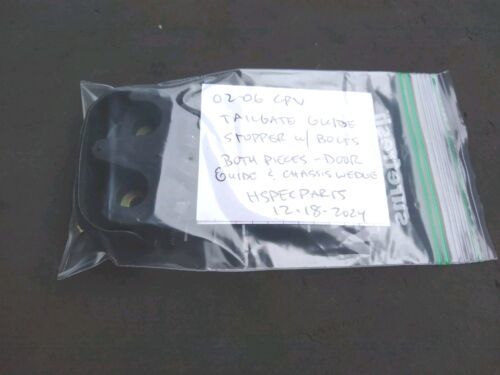 02-06 CRV
TAILGATE GUIDE
STOPPER w/ BOLTS
BOTH PIECES - DOOR
GUIDE & CHASSIS WEDGE
HSPECPARTS
12-18-2024